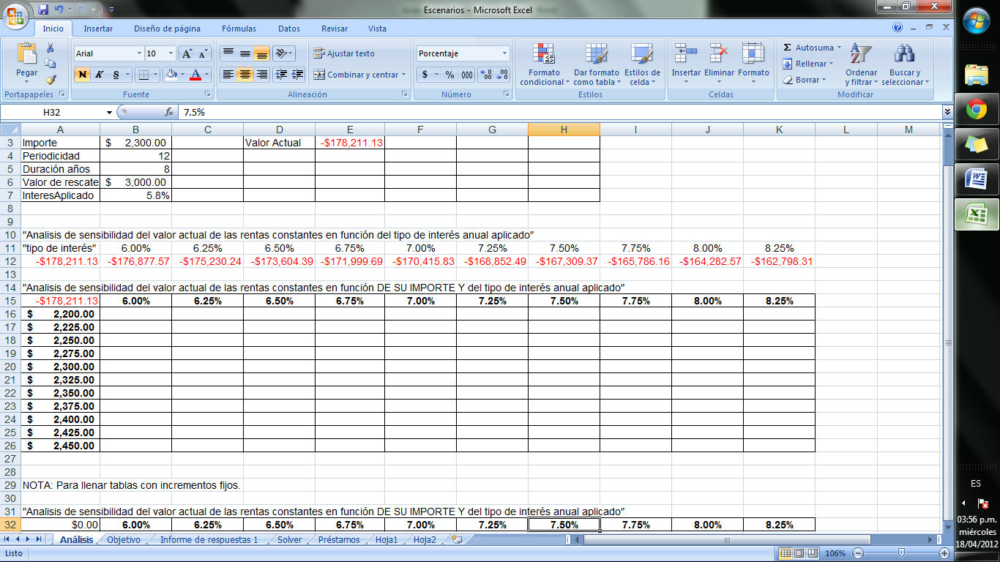 Escenarios - Microsoft Excel
Inicio Insertar Diseño de página Fórmulas Datos Revisar Vista
Pegar
Portapapeles
Arial 10
N K S A
Fuente
Ajustar texto
Combinar y centrar
Alineación
Porcentaje
$ % 000
Número
Formato condicional Dar formato como tabla Estilos de celda
Estilos
Insertar Eliminar Formato
Celdas
Autosuma
Rellenar
Borrar
Ordenar y filtrar Buscar y seleccionar
Modificar
H32 fx 7.5%
A B C D E F G H I J K L M
3 Importe $ 2,300.00 Valor Actual -$178,211.13
4 Periodicidad 12
5 Duración años 8
6 Valor de rescate $ 3,000.00
7 InteresAplicado 5.8%
8
9
10 "Analisis de sensibilidad del valor actual de las rentas constantes en función del tipo de interés anual aplicado"
11 "tipo de interés" 6.00% 6.25% 6.50% 6.75% 7.00% 7.25% 7.50% 7.75% 8.00% 8.25%
12 -$178,211.13 -$176,877.57 -$175,230.24 -$173,604.39 -$171,999.69 -$170,415.83 -$168,852.49 -$167,309.37 -$165,786.16 -$164,282.57 -$162,798.31
13
14 "Analisis de sensibilidad del valor actual de las rentas constantes en función DE SU IMPORTE Y del tipo de interés anual aplicado"
15 -$178,211.13 6.00% 6.25% 6.50% 6.75% 7.00% 7.25% 7.50% 7.75% 8.00% 8.25%
16 $ 2,200.00
17 $ 2,225.00
18 $ 2,250.00
19 $ 2,275.00
20 $ 2,300.00
21 $ 2,325.00
22 $ 2,350.00
23 $ 2,375.00
24 $ 2,400.00
25 $ 2,425.00
26 $ 2,450.00
27
28
29 NOTA: Para llenar tablas con incrementos fijos.
30
31 "Analisis de sensibilidad del valor actual de las rentas constantes en función DE SU IMPORTE Y del tipo de interés anual aplicado"
32 $0.00 6.00% 6.25% 6.50% 6.75% 7.00% 7.25% 7.50% 7.75% 8.00% 8.25%
Análisis Objetivo Informe de respuestas 1 Solver Préstamos Hoja1 Hoja2
Listo 106%
ES
03:56 p.m.
miércoles
18/04/2012